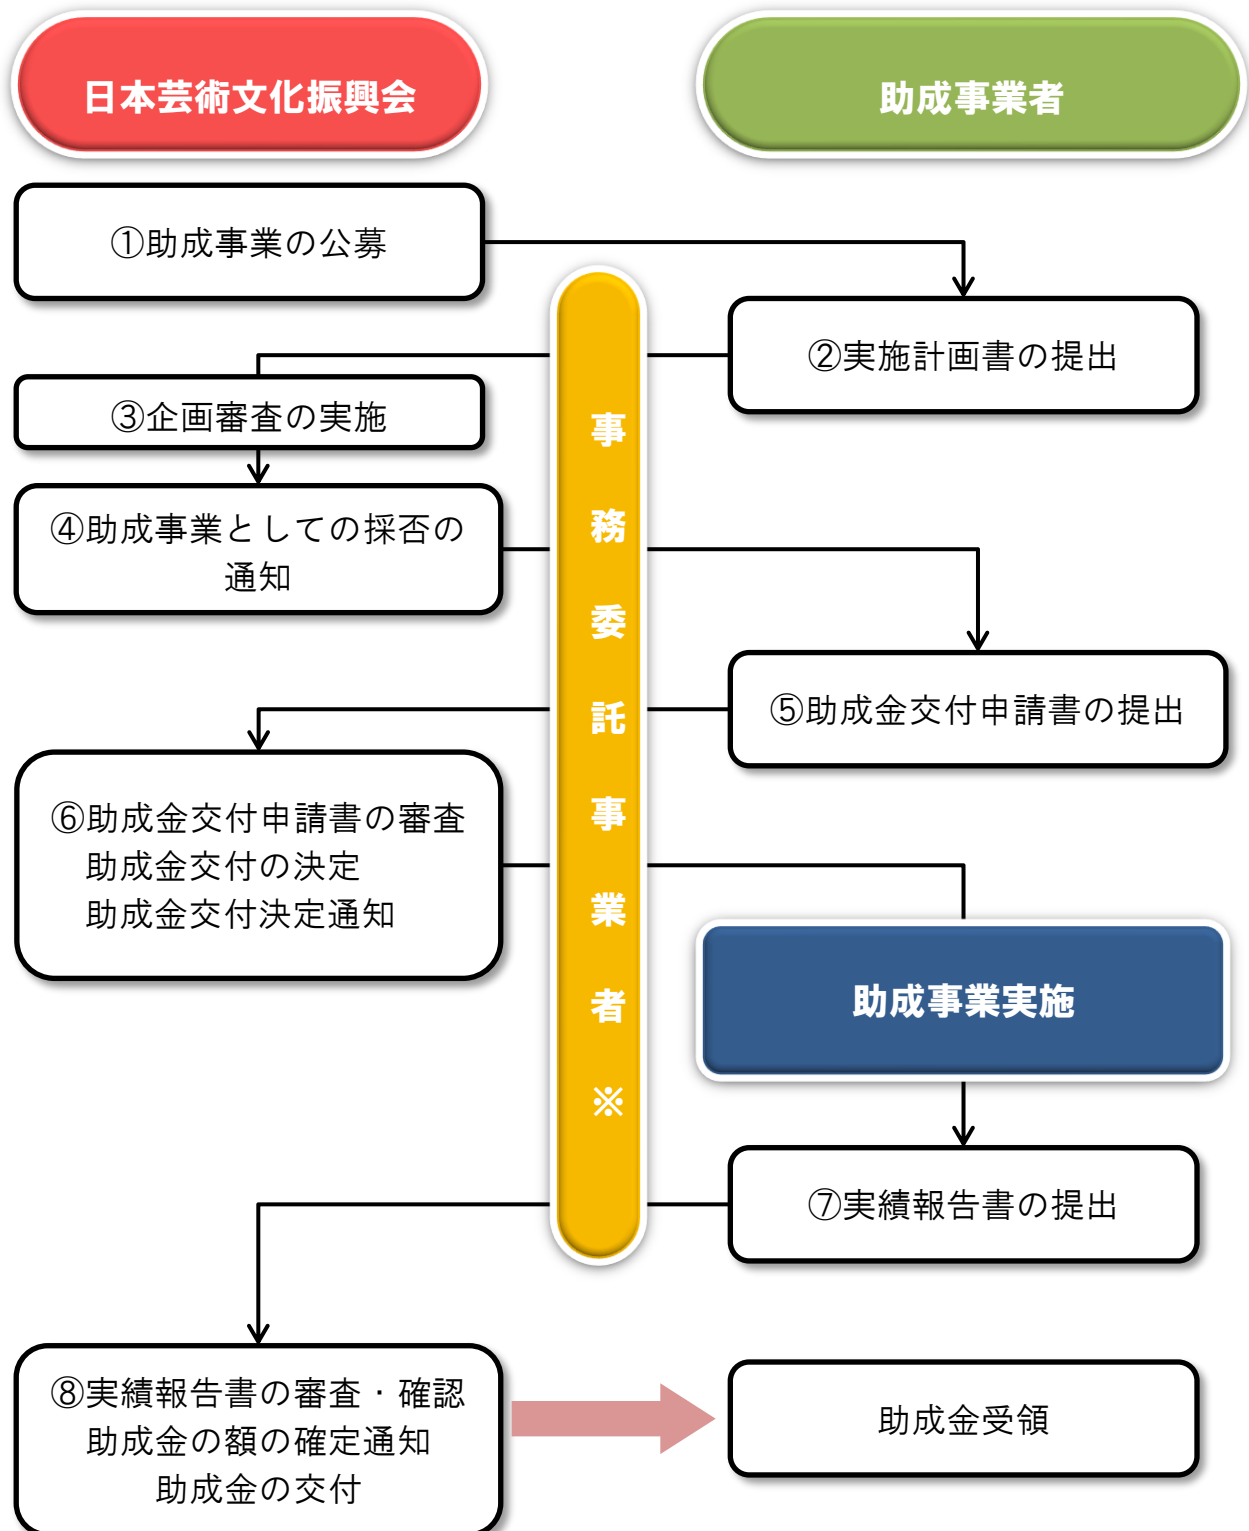 日本芸術文化振興会
助成事業者
①助成事業の公募
②実施計画書の提出
③企画審査の実施
④助成事業としての採否の
通知
事務委託事業者※
⑤助成金交付申請書の提出
⑥助成金交付申請書の審査
助成金交付の決定
助成金交付決定通知
助成事業実施
⑦実績報告書の提出
⑧実績報告書の審査・確認
助成金の額の確定通知
助成金の交付
助成金受領